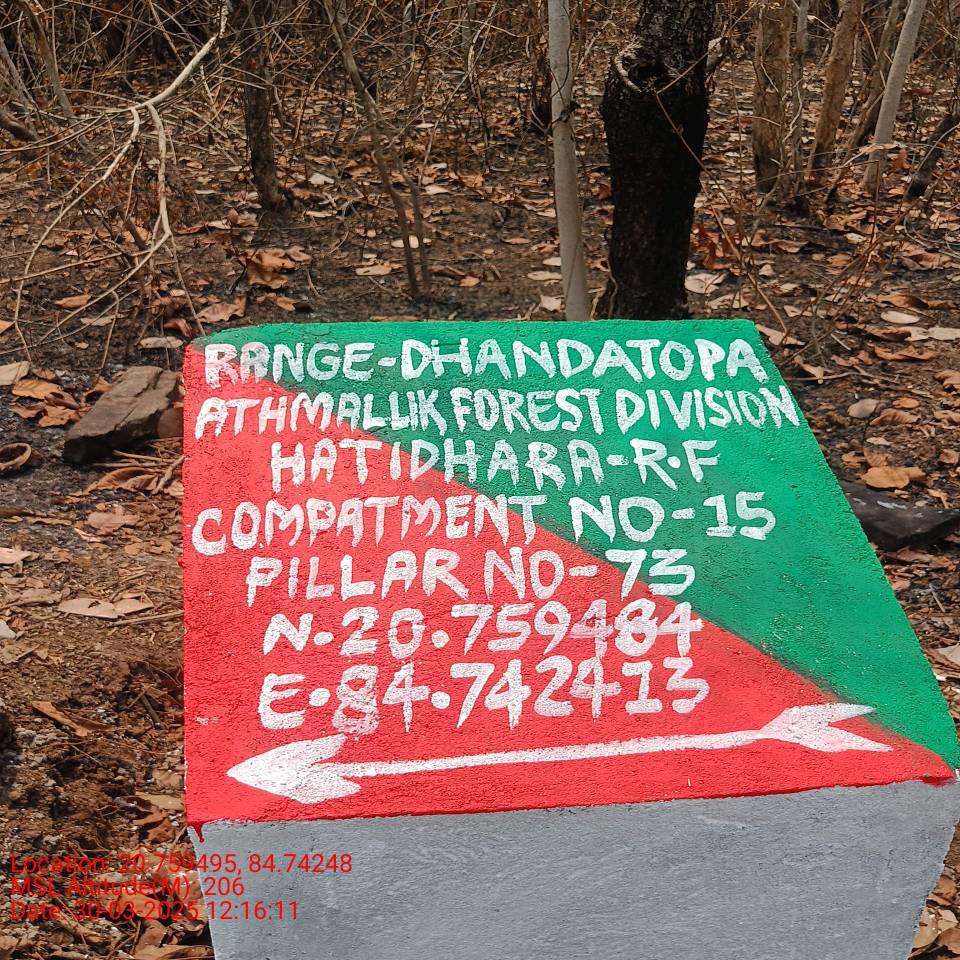 RANGE-DHANDATOPA
ATHMALLIK FOREST DIVISION
HATIDHARA-R.F
COMPATMENT NO-15
PILLAR NO-73
N.20.759484
E.84.742413
Location: 20.759495, 84.74248
MSL Altitude(M): 206
Date: 30-03-2025 12:16:11